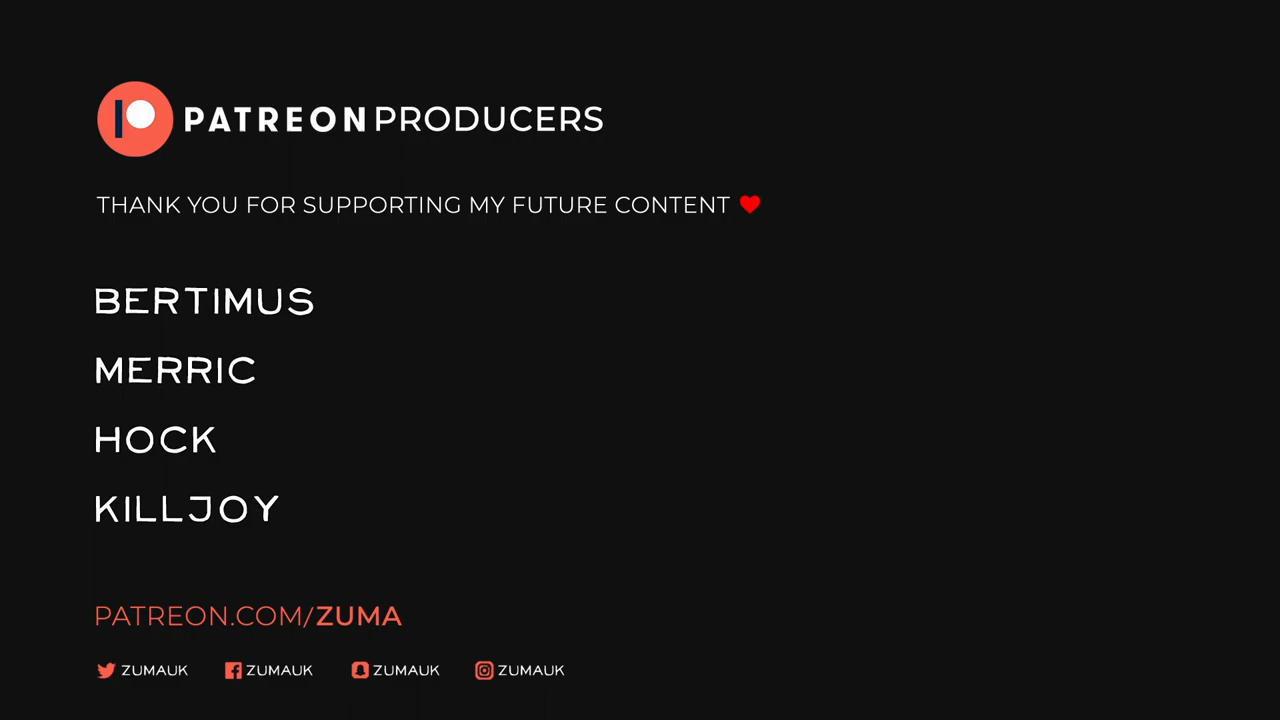 PATREON PRODUCERS
THANK YOU FOR SUPPORTING MY FUTURE CONTENT
BERTIMUS
MERRIC
HOCK
KILLJOY
PATREON.COM/ZUMA
ZUMAUK ZUMAUK ZUMAUK ZUMAUK